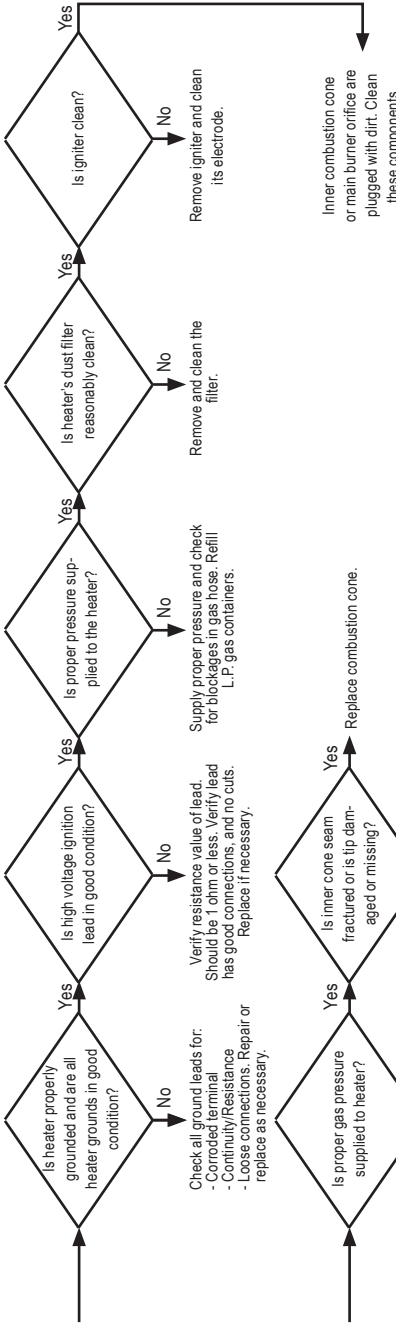 Is heater properly
grounded and are all
heater grounds in good
condition?
Yes
No
Check all ground leads for:
- Corroded terminal
- Continuity/Resistance
- Loose connections. Repair or
replace as necessary.
Is high voltage ignition
lead in good condition?
Yes
No
Verify resistance value of lead.
Should be 1 ohm or less. Verify lead
has good connections, and no cuts.
Replace if necessary.
Is proper pressure sup-
plied to the heater?
Yes
No
Supply proper pressure and check
for blockages in gas hose. Refill
L.P. gas containers.
Is heater's dust filter
reasonably clean?
Yes
No
Remove and clean the
filter.
Is igniter clean?
Yes
No
Remove igniter and clean
its electrode.
Inner combustion cone
or main burner orifice are
plugged with dirt. Clean
these components
Is proper gas pressure
supplied to heater?
Yes
Is inner cone seam
fractured or is tip dam-
aged or missing?
Yes
Replace combustion cone.